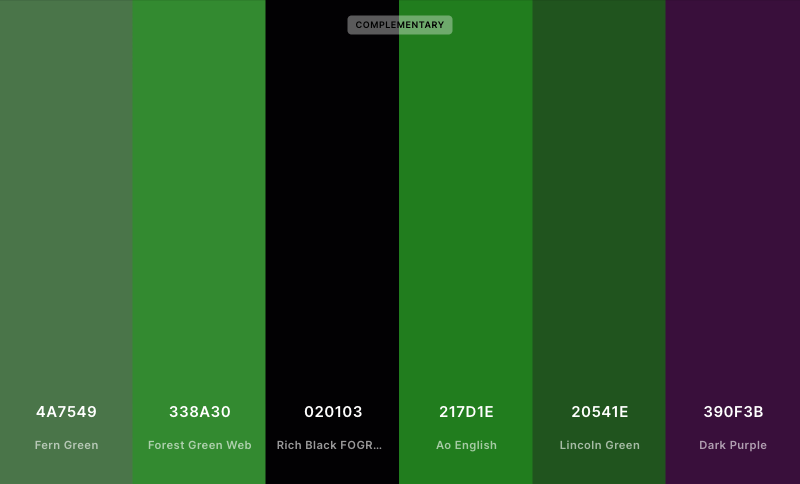 COMPLEMENTARY
4A7549
338A30
020103
217D1E
20541E
390F3B
Fern Green
Forest Green Web
Rich Black FOGR...
Ao English
Lincoln Green
Dark Purple